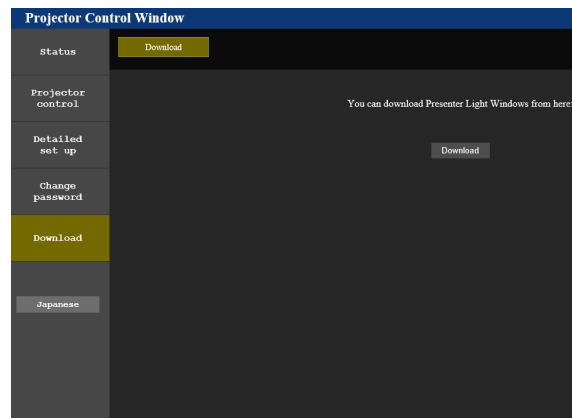 Projector Control Window
Status
Download
Projector
control
You can download Presenter Light Windows from here:
Detailed
set up
Download
Change
password
Download
Japanese